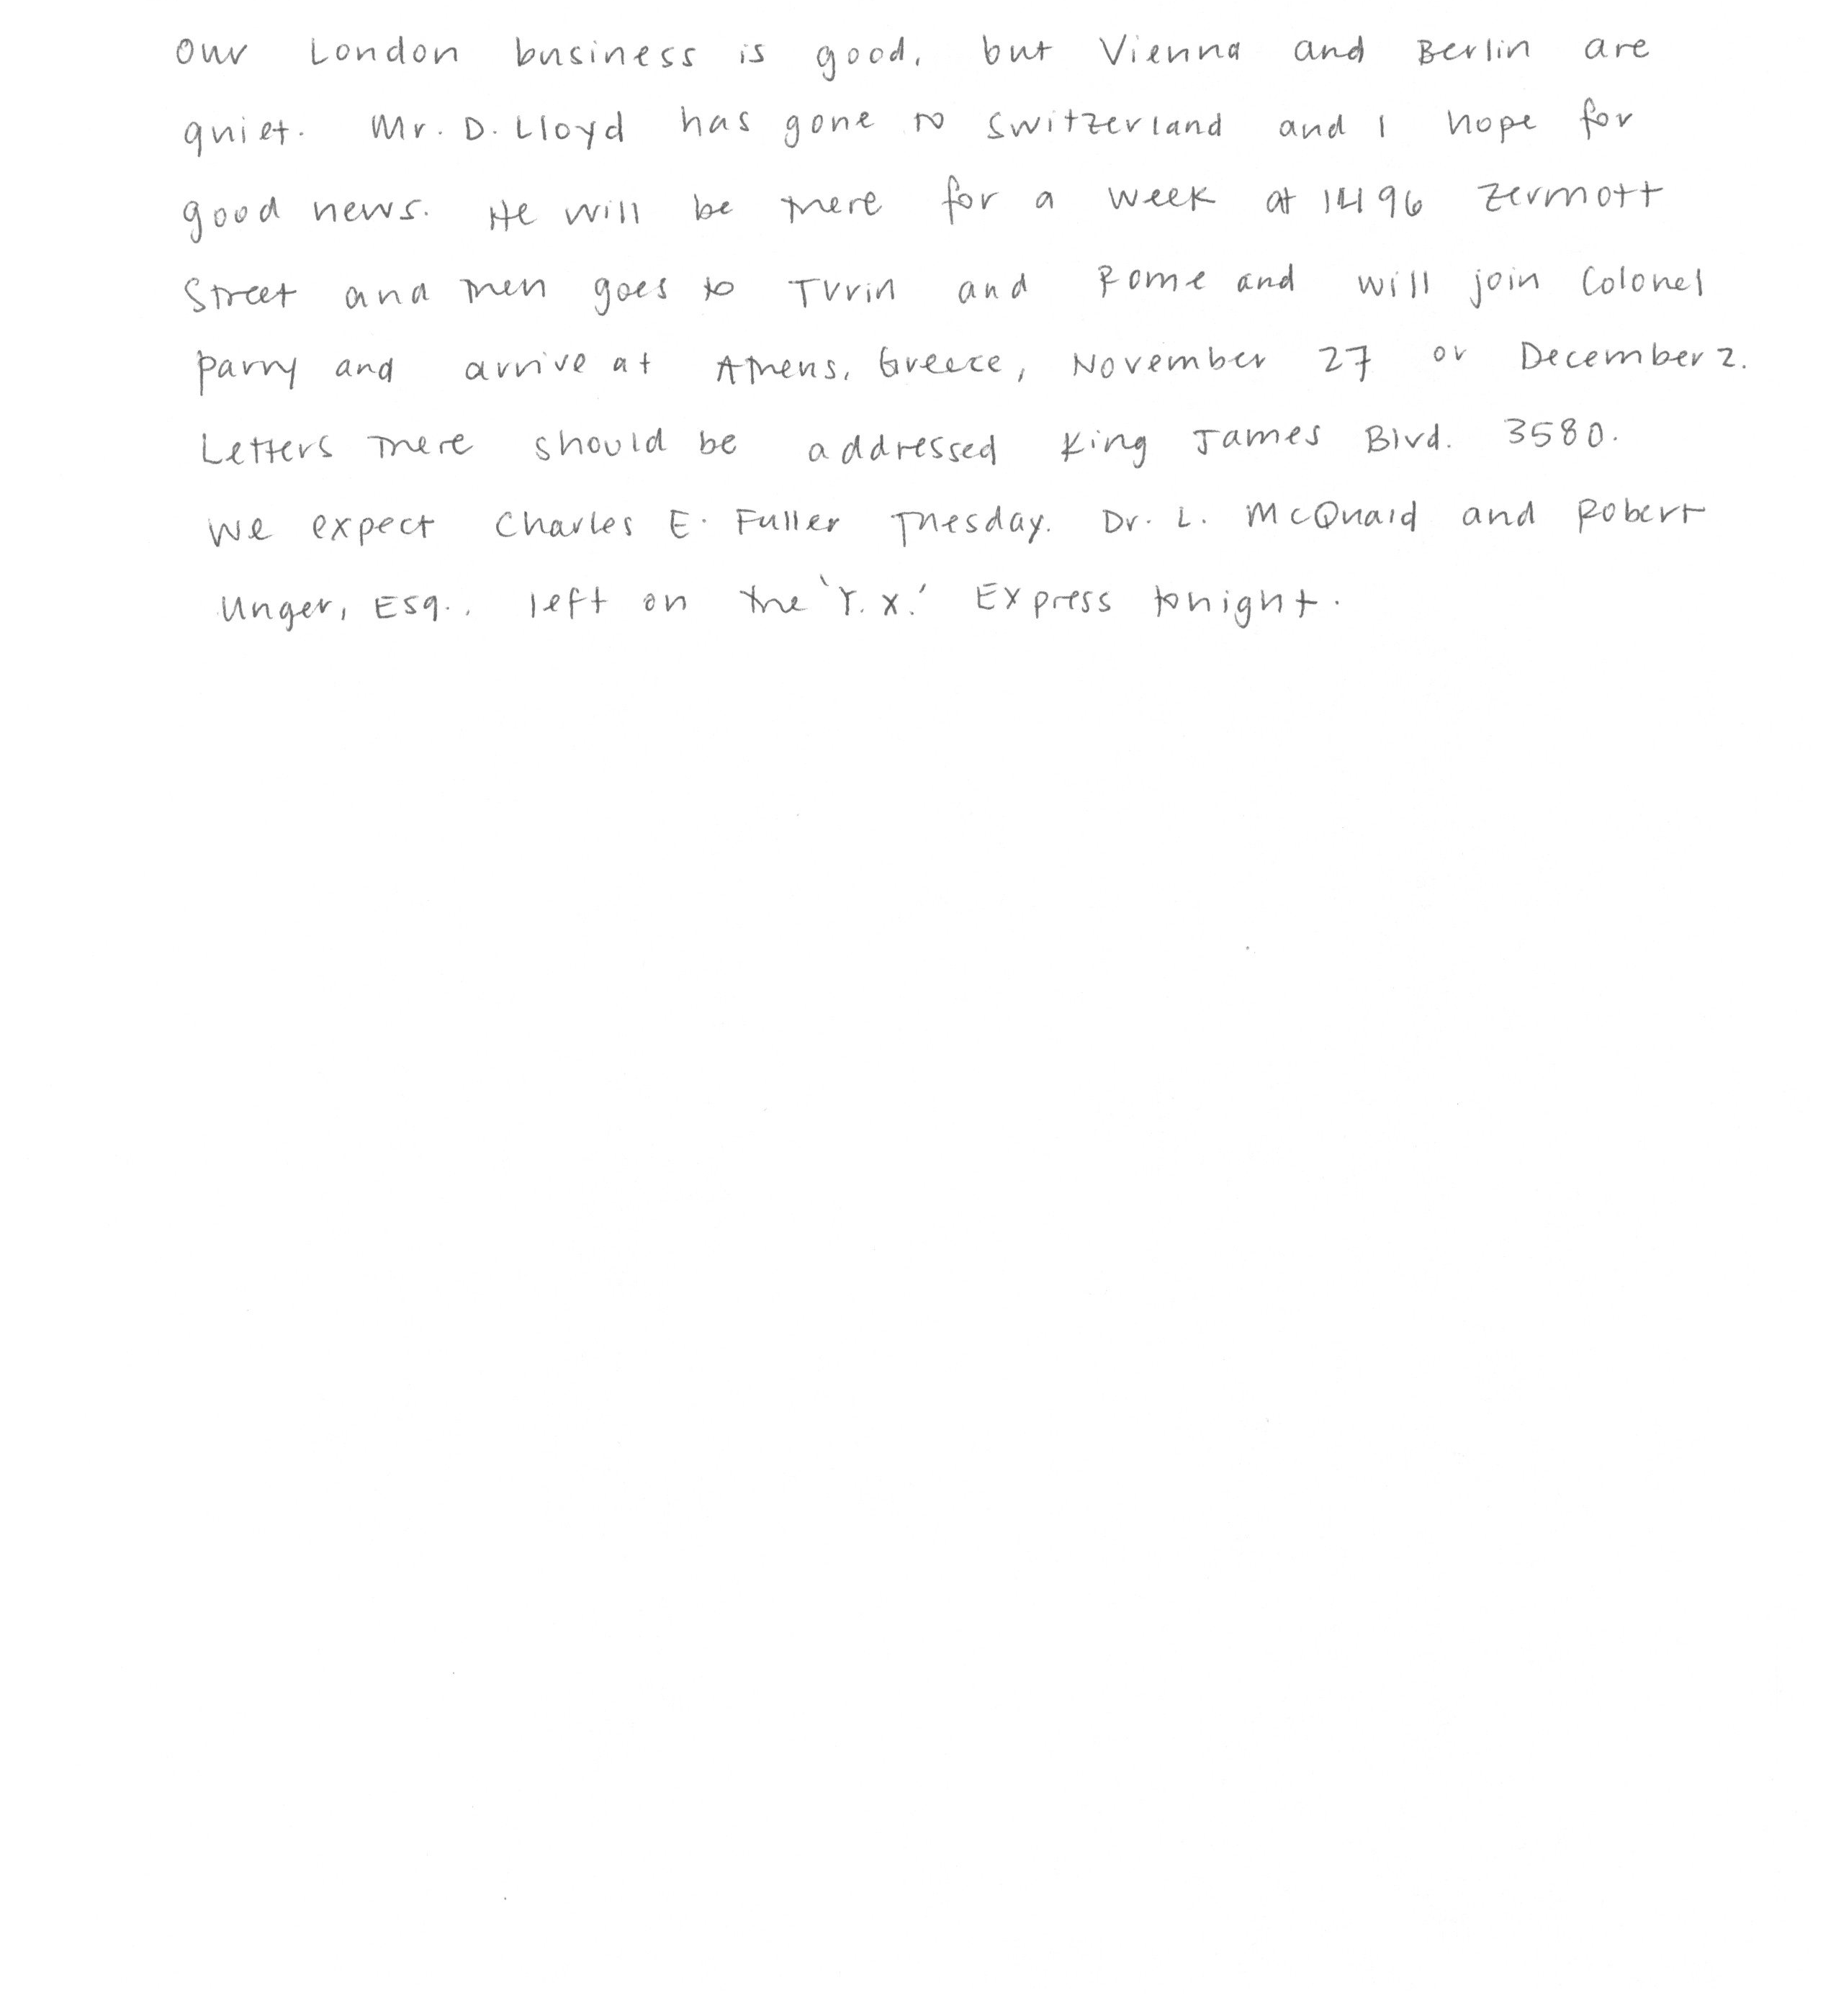 Our London business is good, but Vienna and Berlin are
quiet. Mr. D. Lloyd has gone to Switzerland and I hope for
good news. He will be there for a week at 1496 Zermott
Street and then goes to Turin and Rome and will join Colonel
Parry and arrive at Athens, Greece, November 27 or December 2.
Letters there should be addressed King James Blvd. 3580.
We expect Charles E. Fuller Tuesday. Dr. L. McQuaid and Robert
Unger, Esq., left on the 'Y.X.' Express tonight.